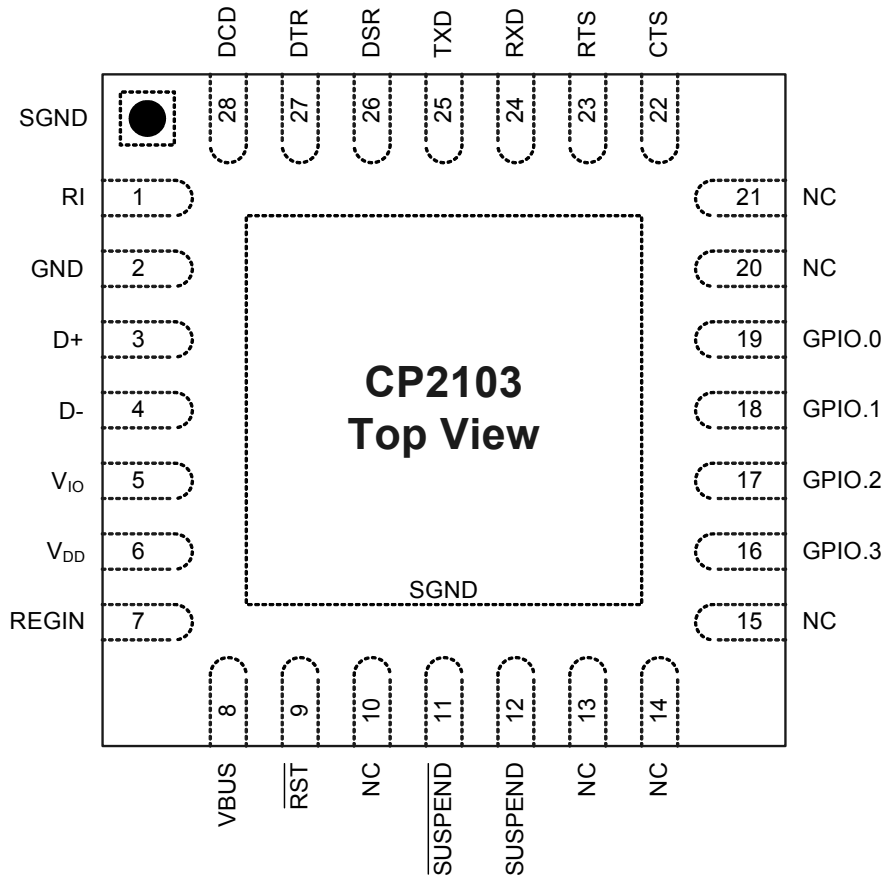 DCD
DTR
DSR
TXD
RXD
RTS
CTS
28
27
26
25
24
23
22
SGND
RI 1
GND 2
D+ 3
D- 4
VIO 5
VDD 6
REGIN 7
21 NC
20 NC
19 GPIO.0
18 GPIO.1
17 GPIO.2
16 GPIO.3
15 NC
CP2103
Top View
SGND
8
9
10
11
12
13
14
VBUS
RST
NC
SUSPEND
SUSPEND
NC
NC